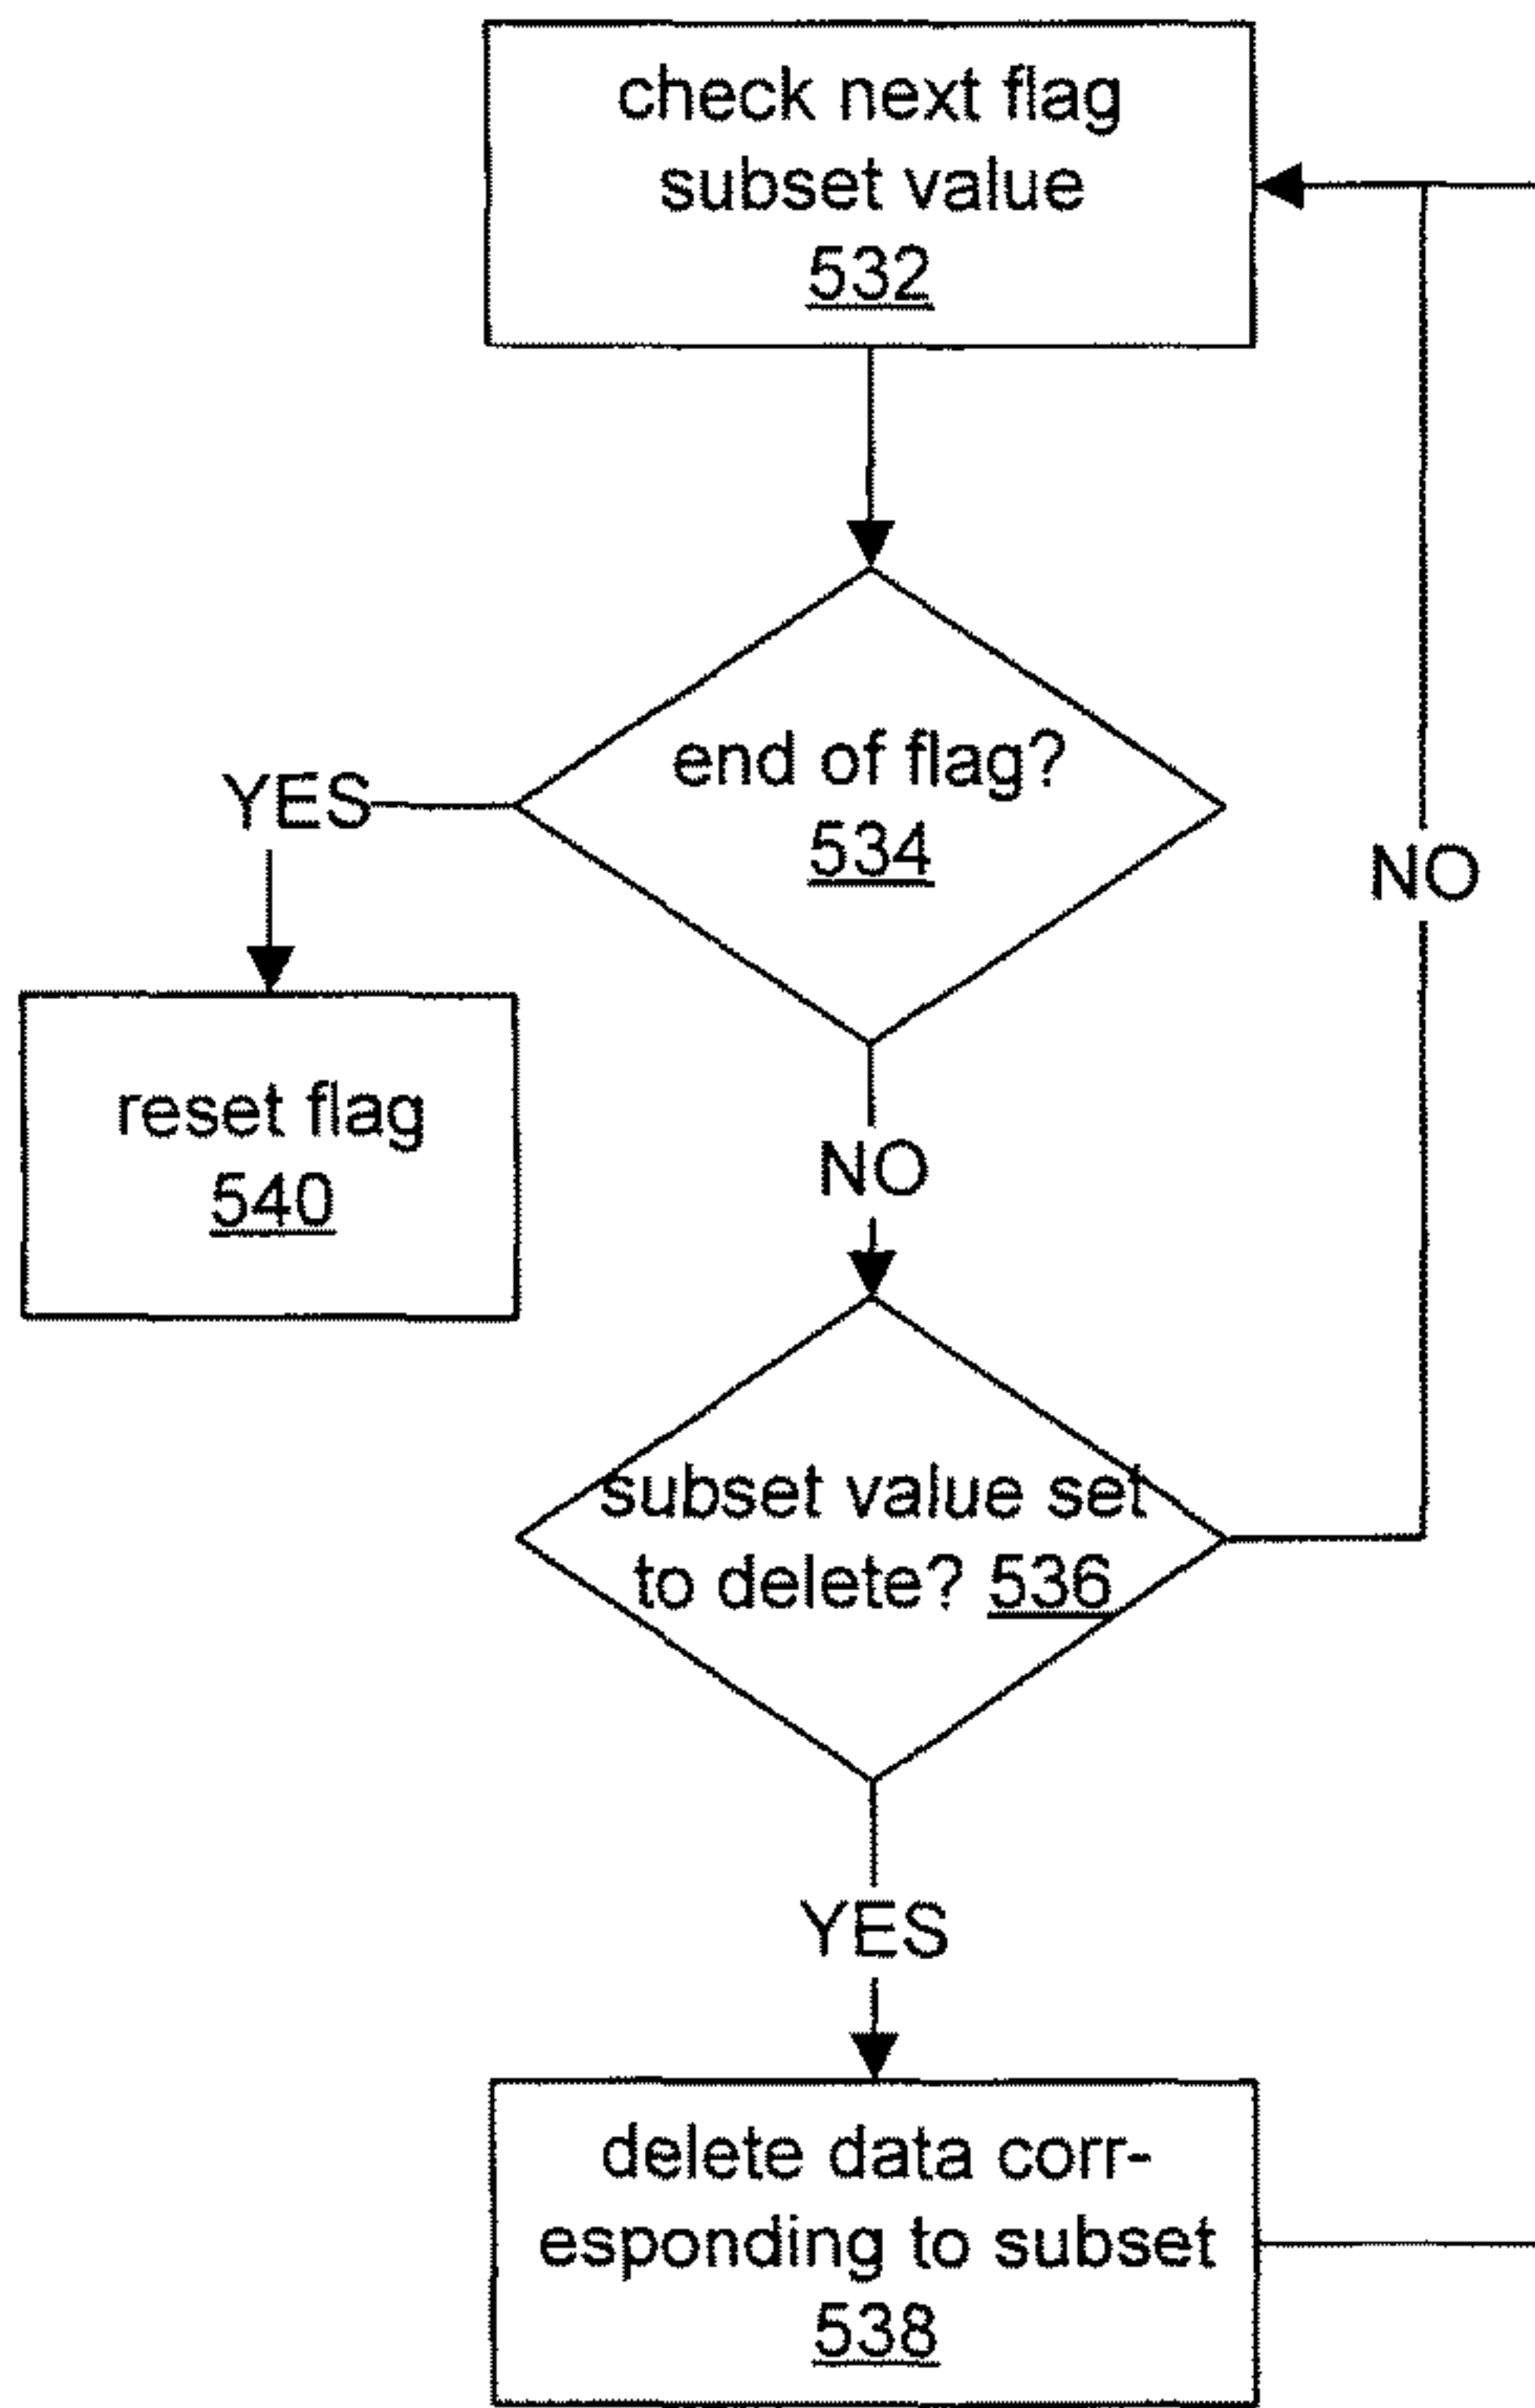 check next flag
subset value
532
end of flag?
534
YES
NO
reset flag
540
NO
subset value set
to delete? 536
YES
delete data corr-
esponding to subset
538